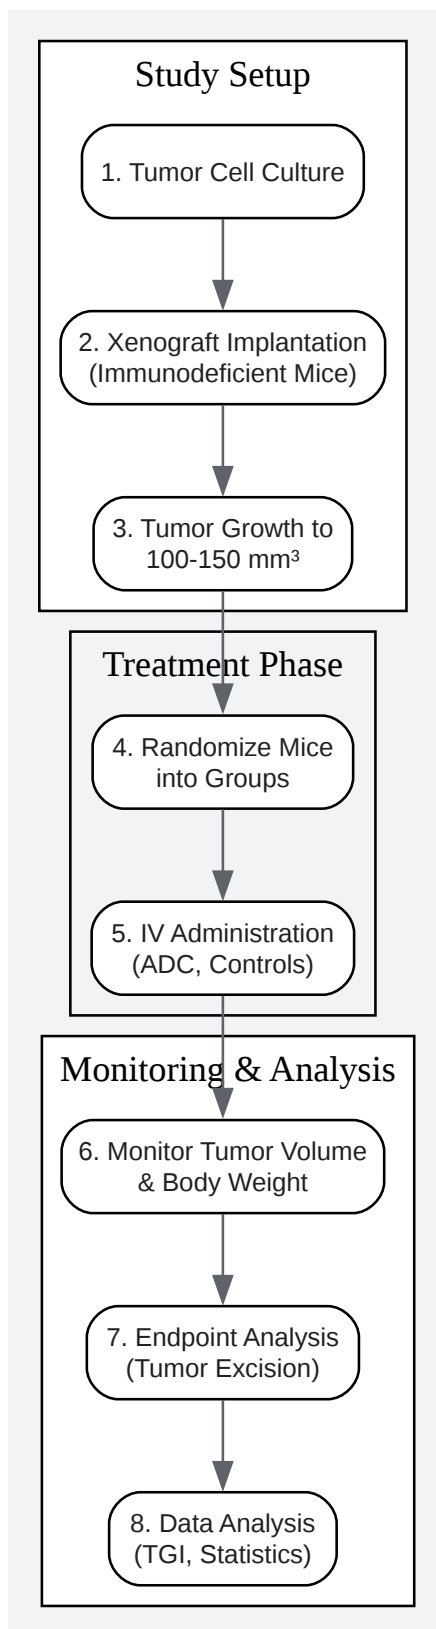 Study Setup
1. Tumor Cell Culture
2. Xenograft Implantation
(Immunodeficient Mice)
3. Tumor Growth to
100-150 mm³
Treatment Phase
4. Randomize Mice
into Groups
5. IV Administration
(ADC, Controls)
Monitoring & Analysis
6. Monitor Tumor Volume
& Body Weight
7. Endpoint Analysis
(Tumor Excision)
8. Data Analysis
(TGI, Statistics)